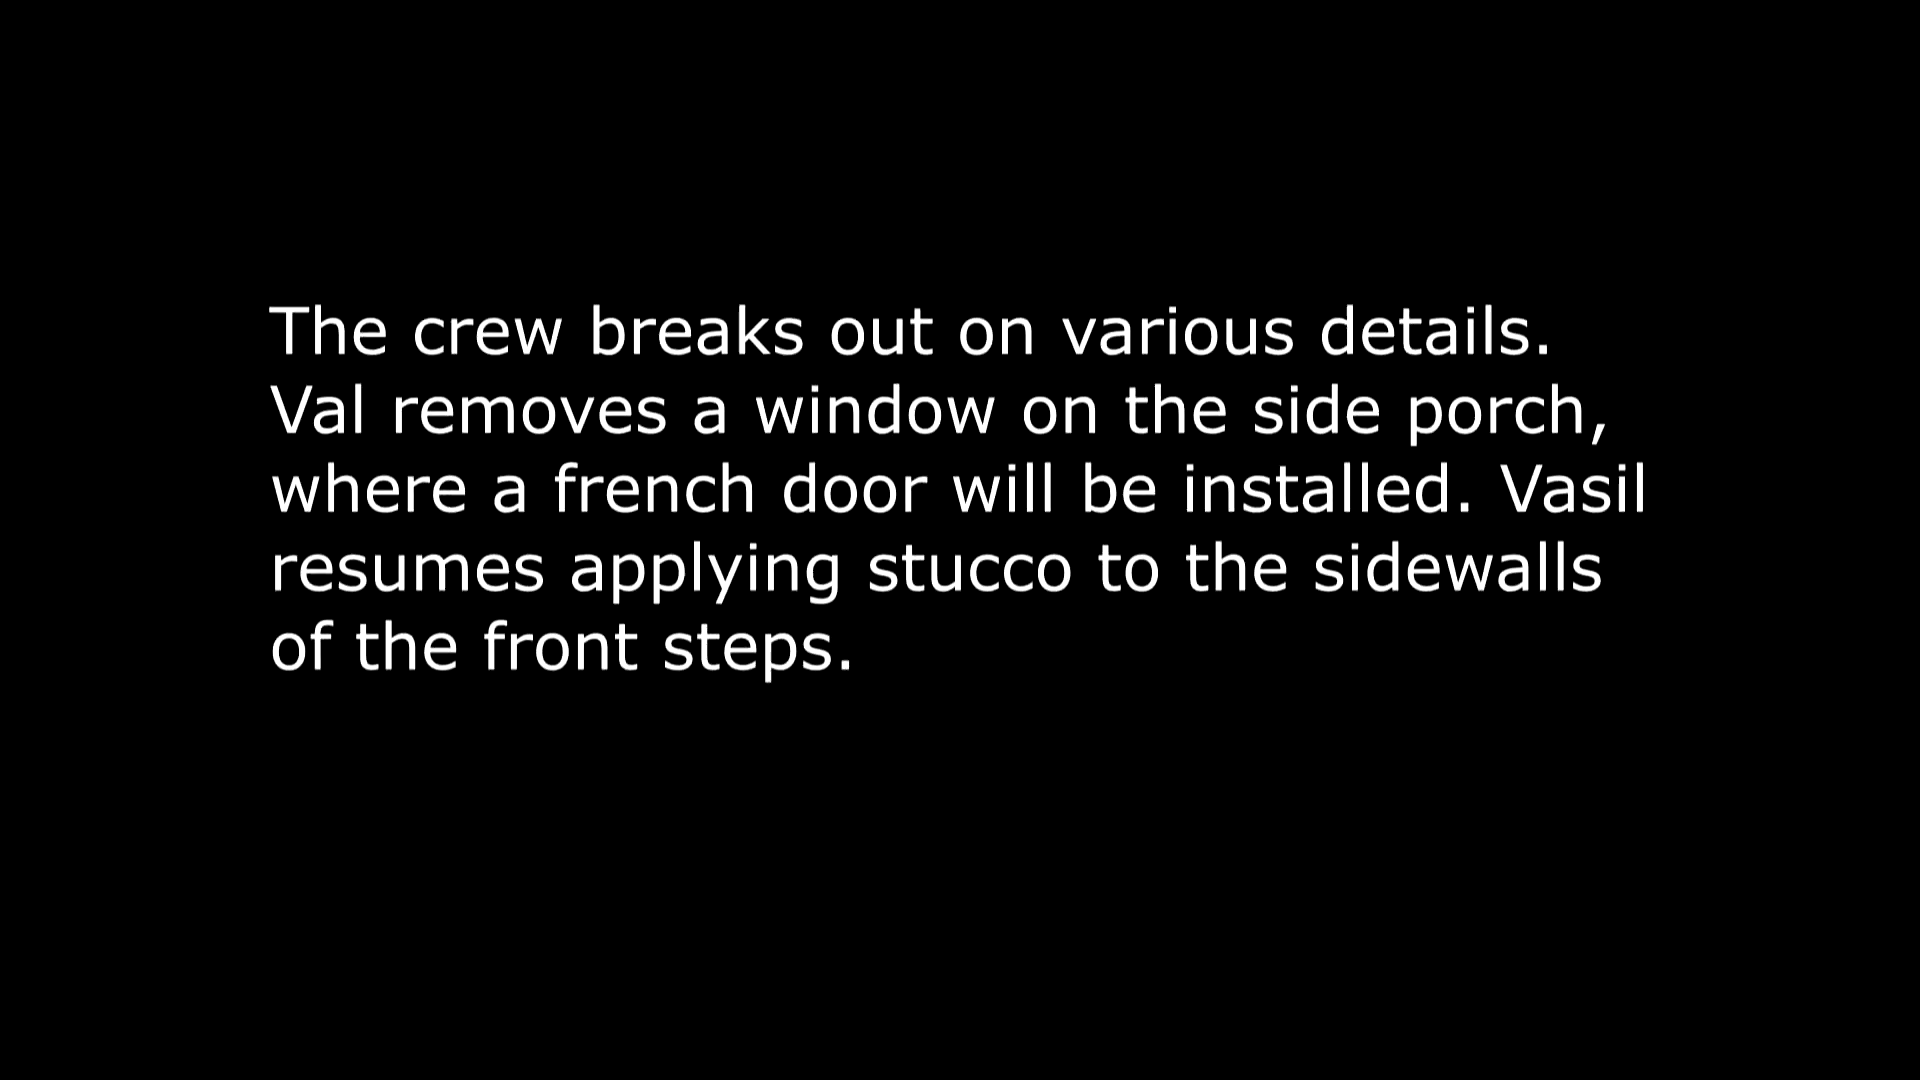 The crew breaks out on various details.
Val removes a window on the side porch,
where a french door will be installed. Vasil
resumes applying stucco to the sidewalls
of the front steps.